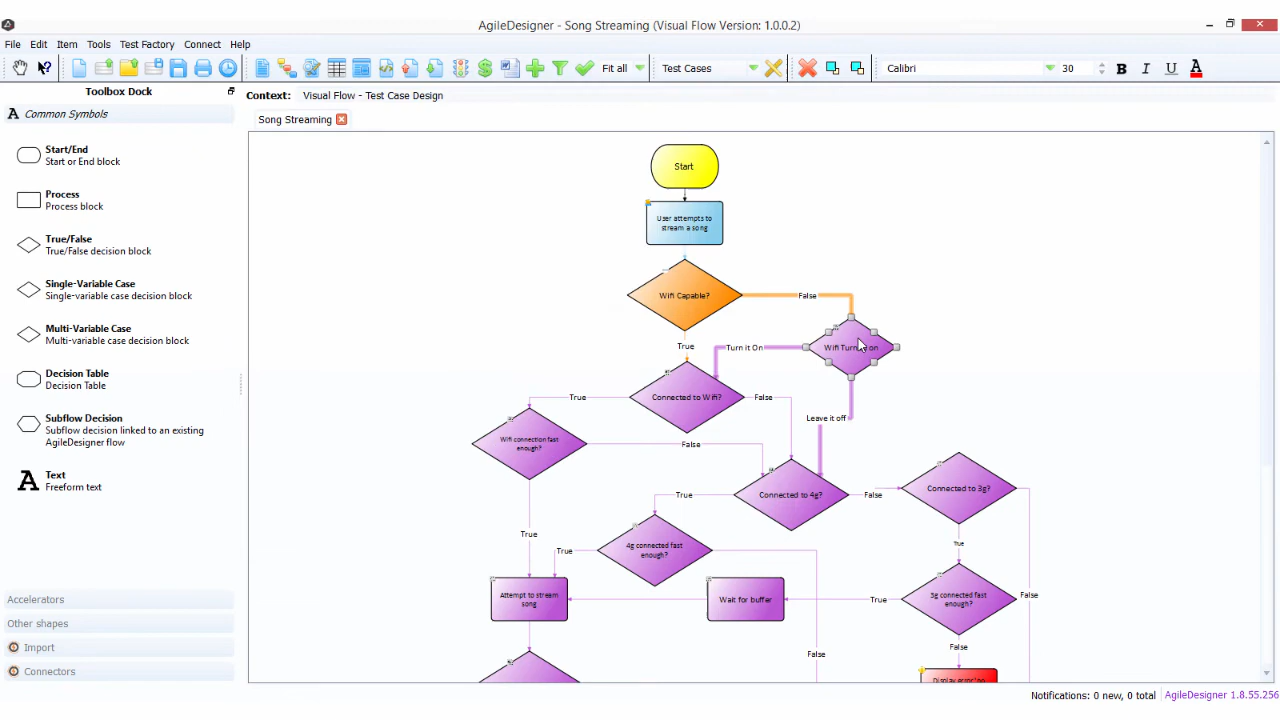 AgileDesigner - Song Streaming (Visual Flow Version: 1.0.0.2)
File Edit Item Tools Test Factory Connect Help
Fit all Test Cases Calibri 30 B I U A
Toolbox Dock
Context: Visual Flow - Test Case Design
A Common Symbols
Song Streaming
Start/End
Start or End block
Process
Process block
True/False
True/False decision block
Single-Variable Case
Single-variable case decision block
Multi-Variable Case
Multi-Variable case decision block
Decision Table
Decision Table
Subflow Decision
Subflow decision linked to an existing
AgileDesigner flow
A Text
Freeform text
Accelerators
Other shapes
Import
Connectors
Start
User attempts to
stream a song
Wifi Capable?
False
True
Turn it On
Wifi Turn on
Connected to Wifi?
True
False
Leave it off
Wifi connection fast
enough?
False
Connected to 4g?
True
False
Connected to 3g?
True
4g connected fast
enough?
True
True
Attempt to stream
song
Wait for buffer
True
3g connected fast
enough?
False
False
False
Notifications: 0 new, 0 total
AgileDesigner 1.8.55.256